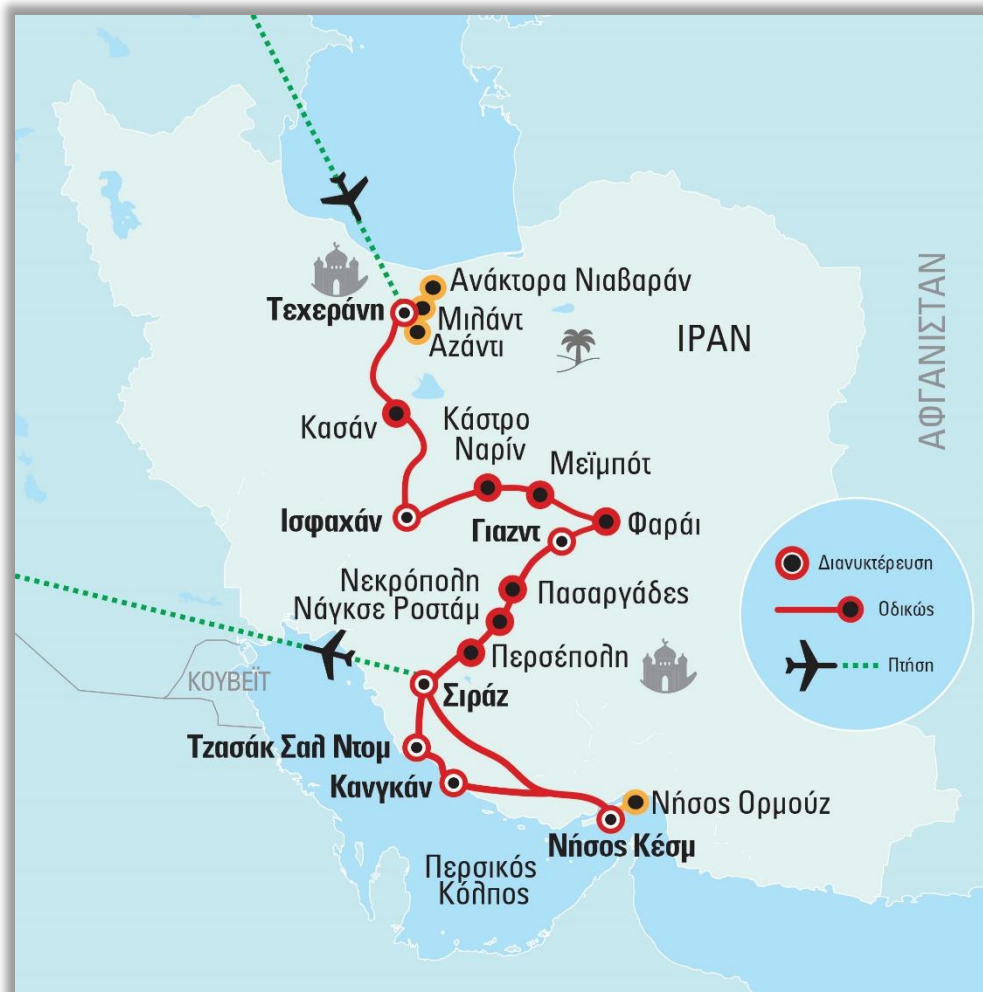 Ανάκτορα Νιαβαράν
Τεχεράνη
Μιλάντ
Αζάντι
ΙΡΑΝ
ΑΦΓΑΝΙΣΤΑΝ
Κασάν
Κάστρο
Ναρίν
Μεϊμπότ
Ισφαχάν
Γιαζντ
Φαράι
Διανυκτέρευση
Νεκρόπολη
Νάγκσε Ροστάμ
Πασαργάδες
Οδικώς
Περσέπολη
Πτήση
ΚΟΥΒΕΪΤ
Σιράζ
Τζασάκ Σαλ Ντομ
Κανγκάν
Νήσος Ορμούζ
Νήσος Κέσμ
Περσικός
Κόλπος